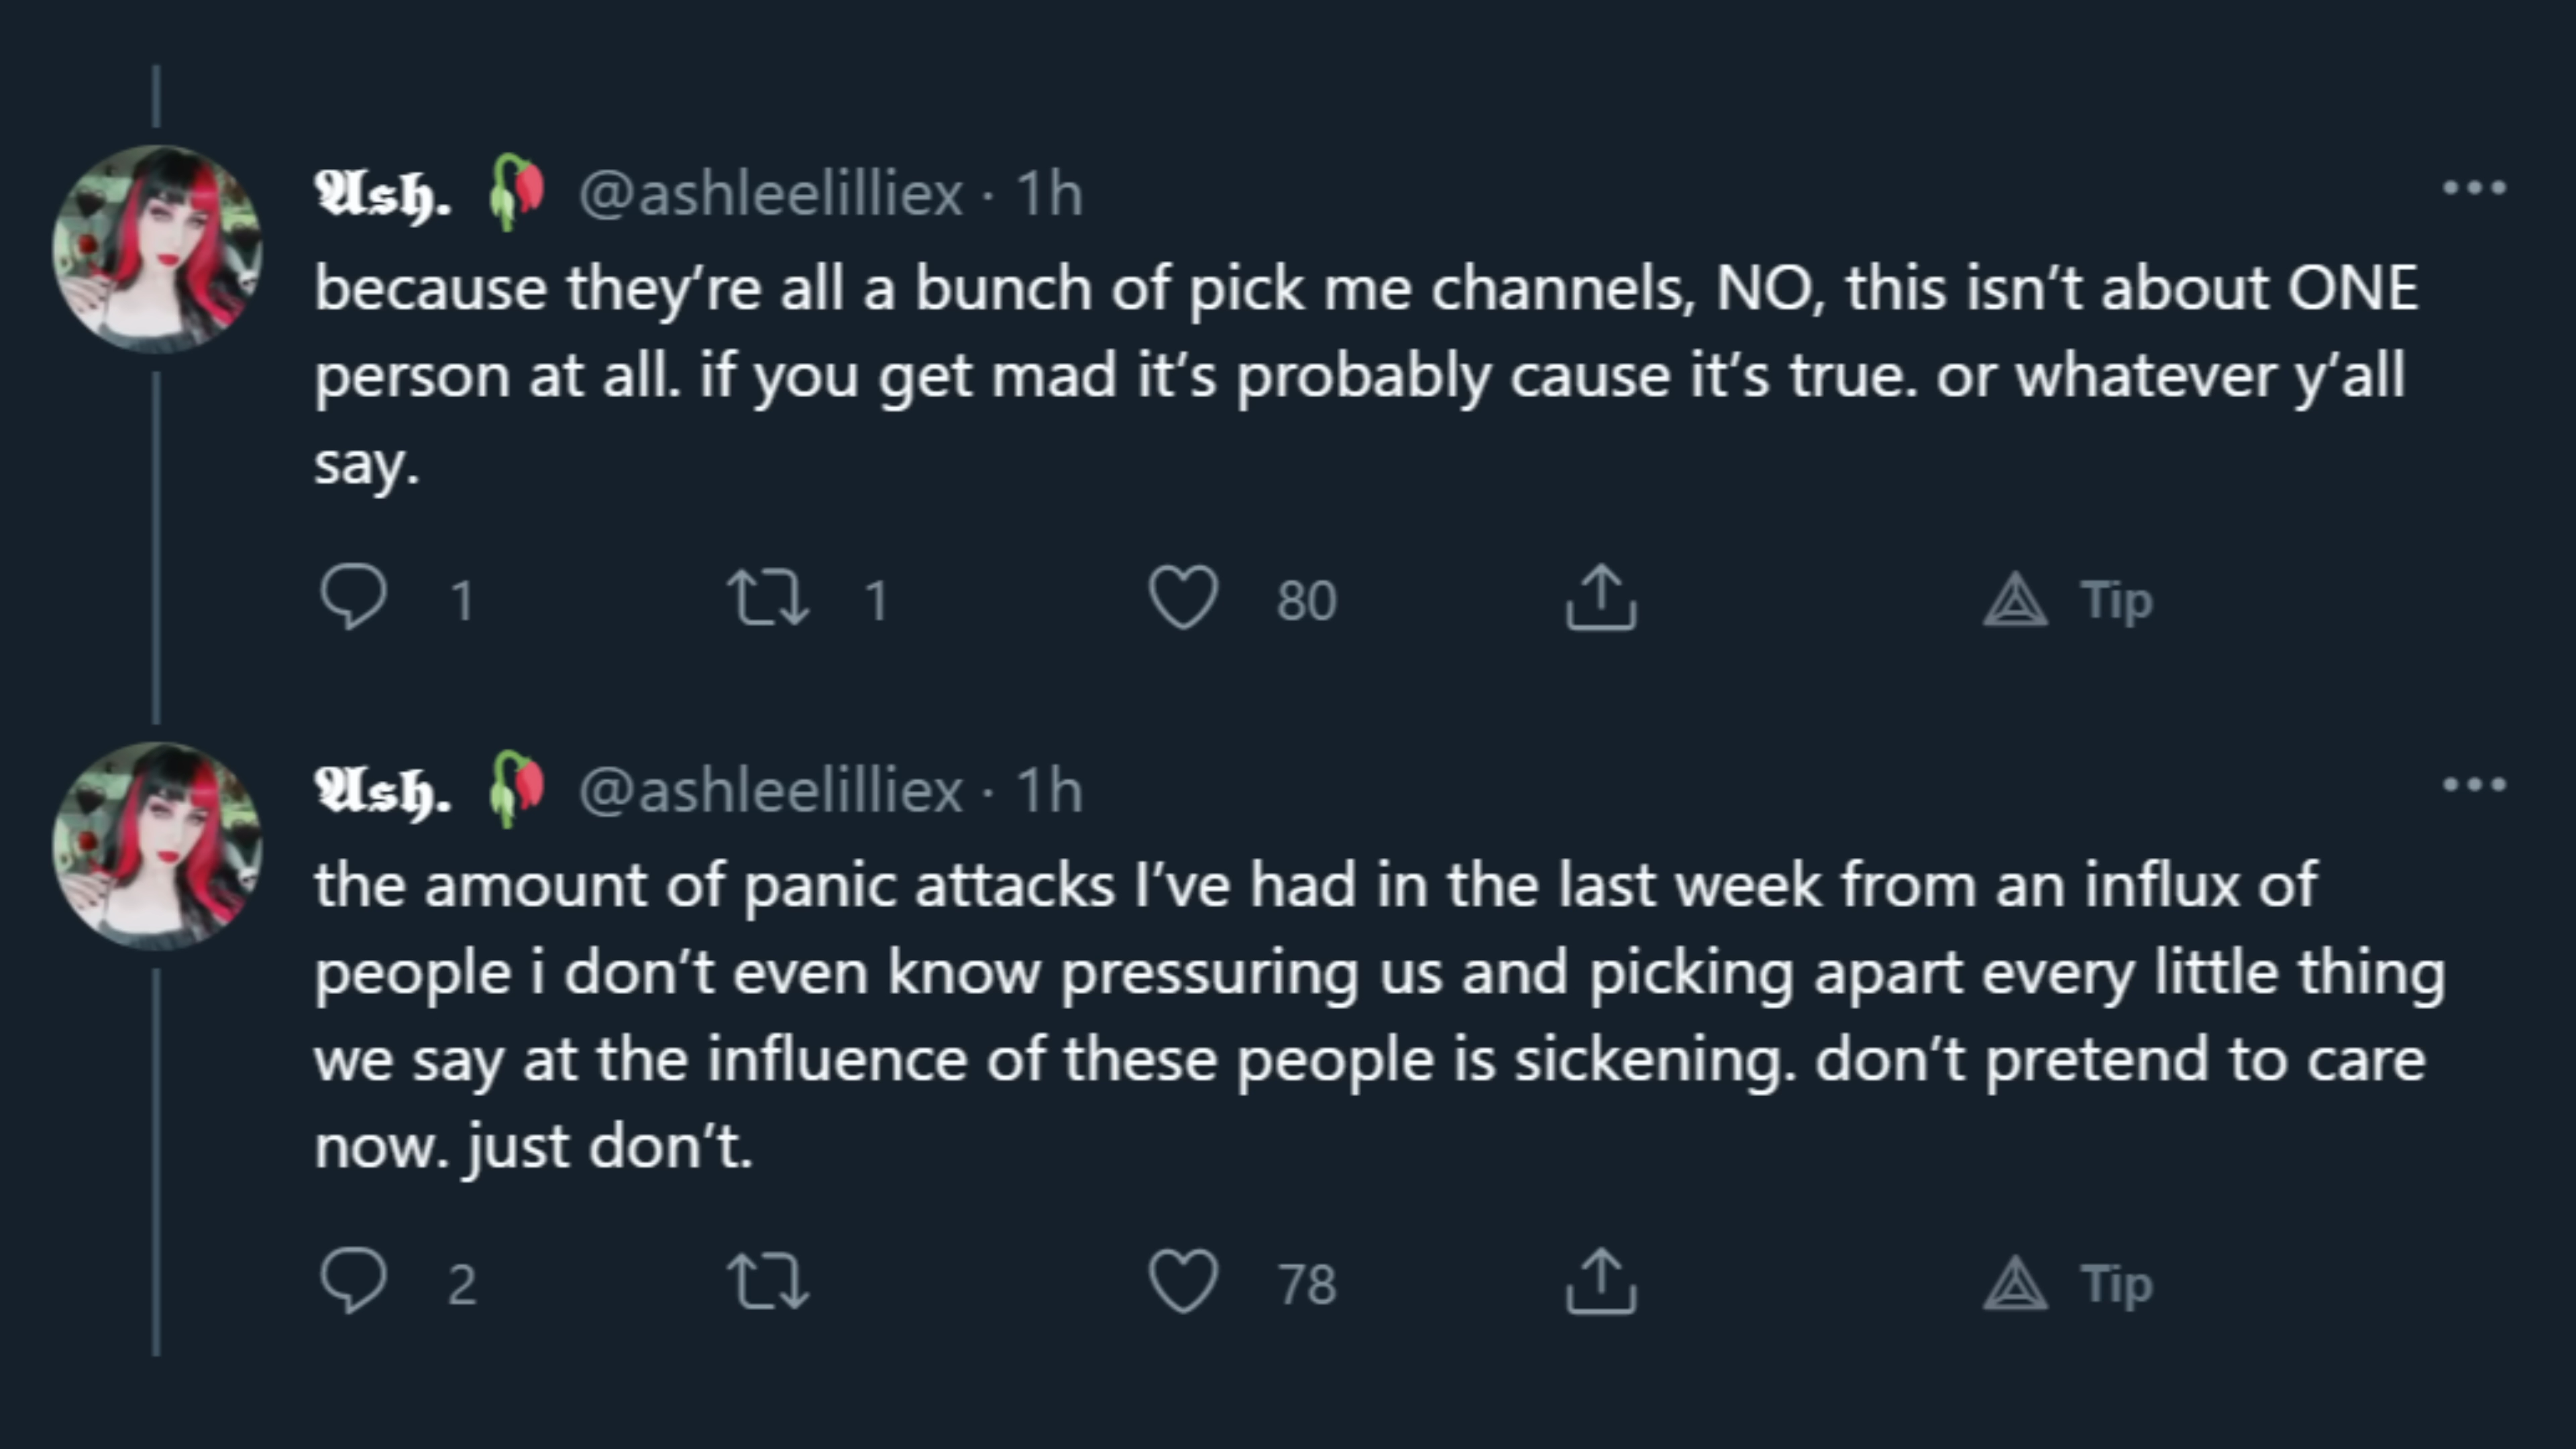 𝕬𝖘𝖍. 🥀 @ashleelilliex · 1h
because they’re all a bunch of pick me channels, NO, this isn’t about ONE
person at all. if you get mad it’s probably cause it’s true. or whatever y’all
say.
1 1 80 Tip
𝕬𝖘𝖍. 🥀 @ashleelilliex · 1h
the amount of panic attacks I’ve had in the last week from an influx of
people i don’t even know pressuring us and picking apart every little thing
we say at the influence of these people is sickening. don’t pretend to care
now. just don’t.
2 78 Tip